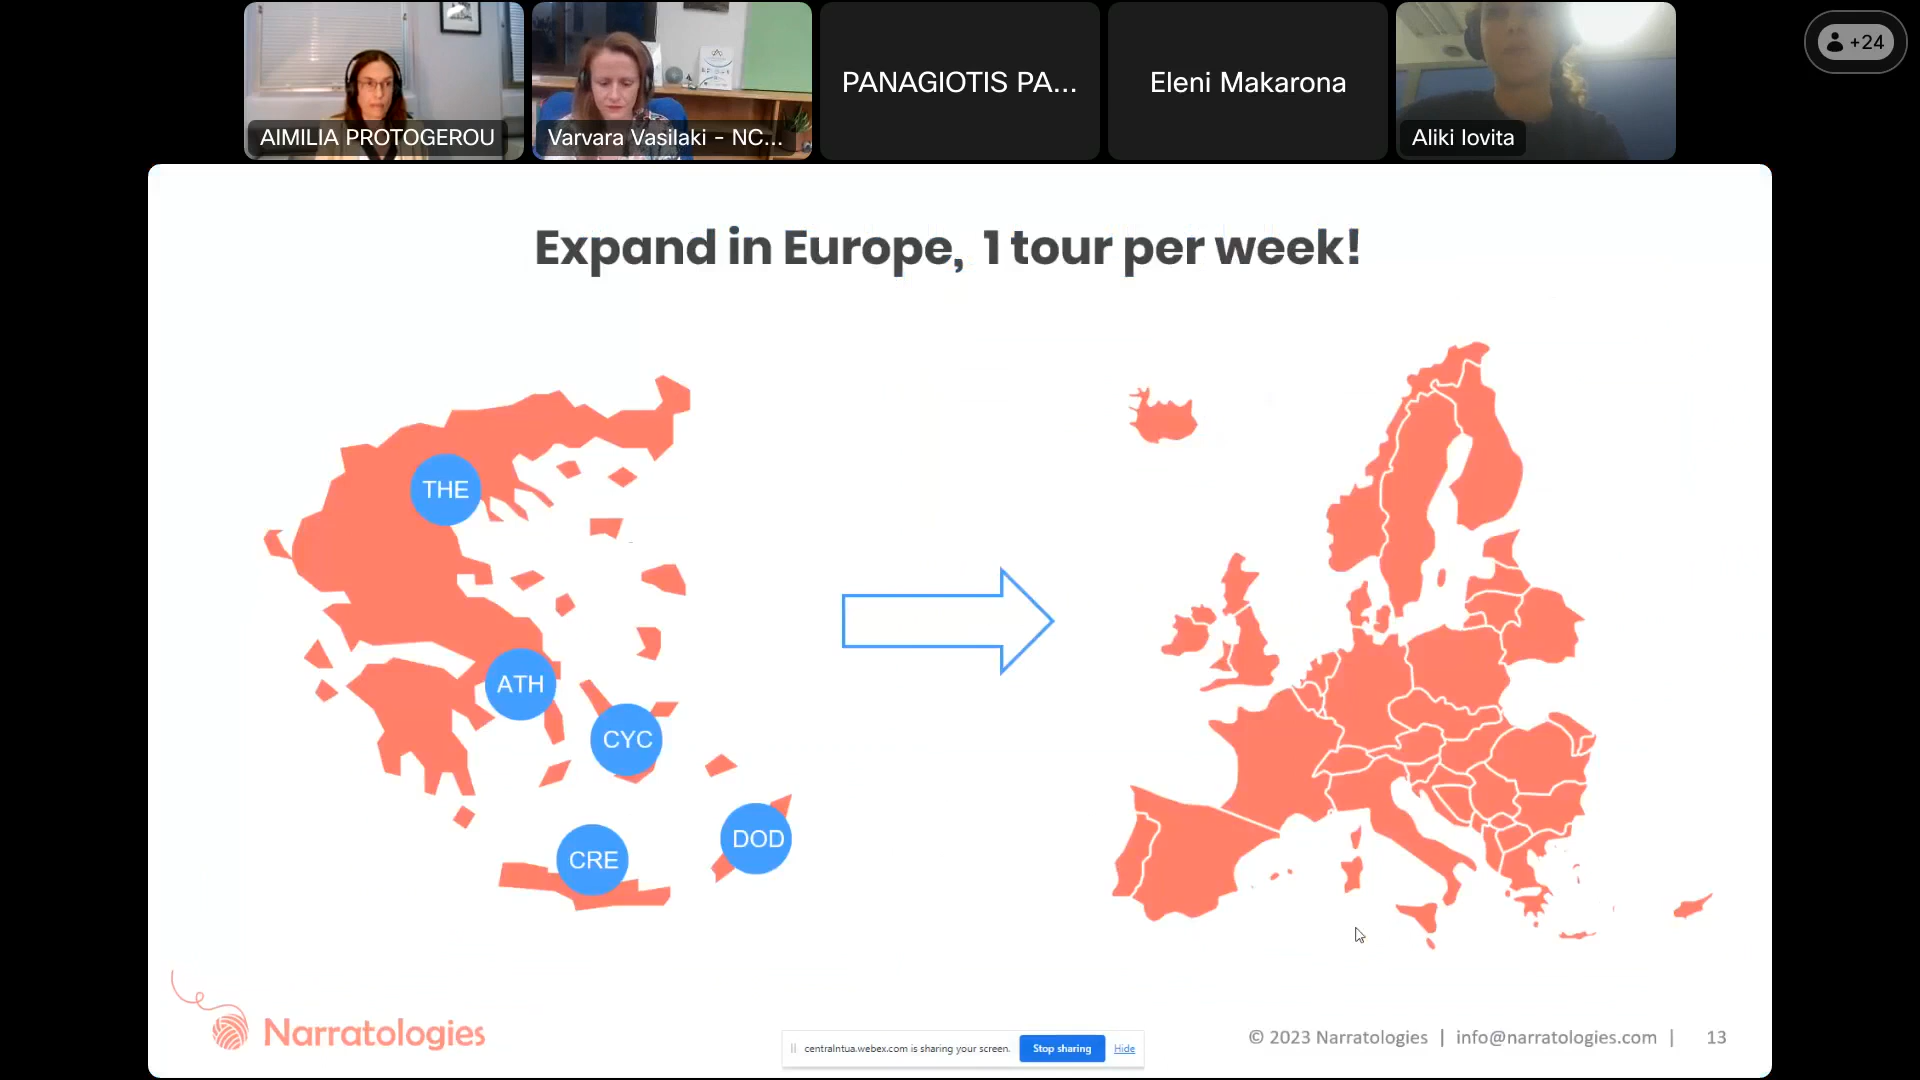 AIMILIA PROTOGEROU
Varvara Vasilaki - NC...
PANAGIOTIS PA...
Eleni Makarona
Aliki Iovita
+24
Expand in Europe, 1 tour per week!
THE
ATH
CYC
CRE
DOD
Narratologies
centralntua.webex.com is sharing your screen.
Stop sharing
Hide
© 2023 Narratologies | info@narratologies.com | 13